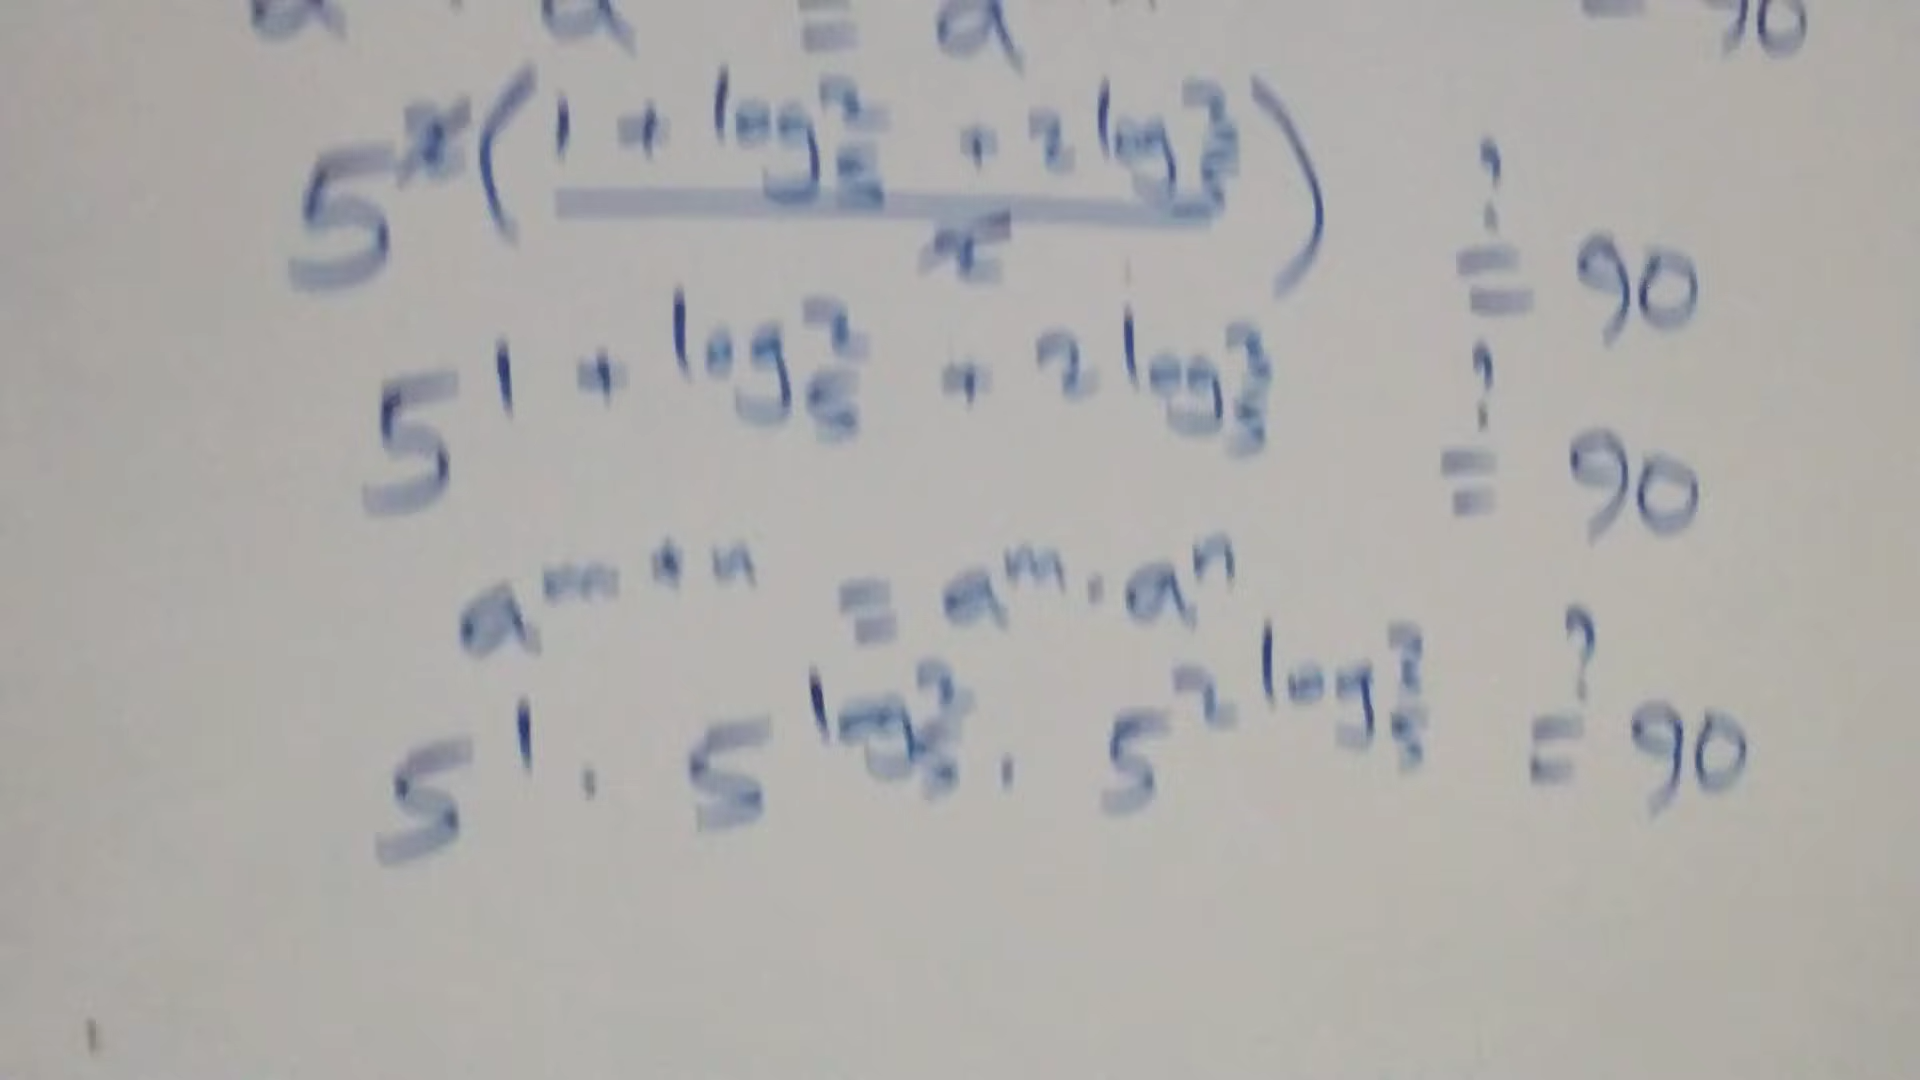 a · a = a = 90
5^x(1 + log_5^2 + 2 log_5^3 / x) ?= 90
5^1 + log_5^2 + 2 log_5^3 ?= 90
a^m + n = a^m · a^n
5^1 · 5^log_5^2 · 5^2 log_5^3 ?= 90